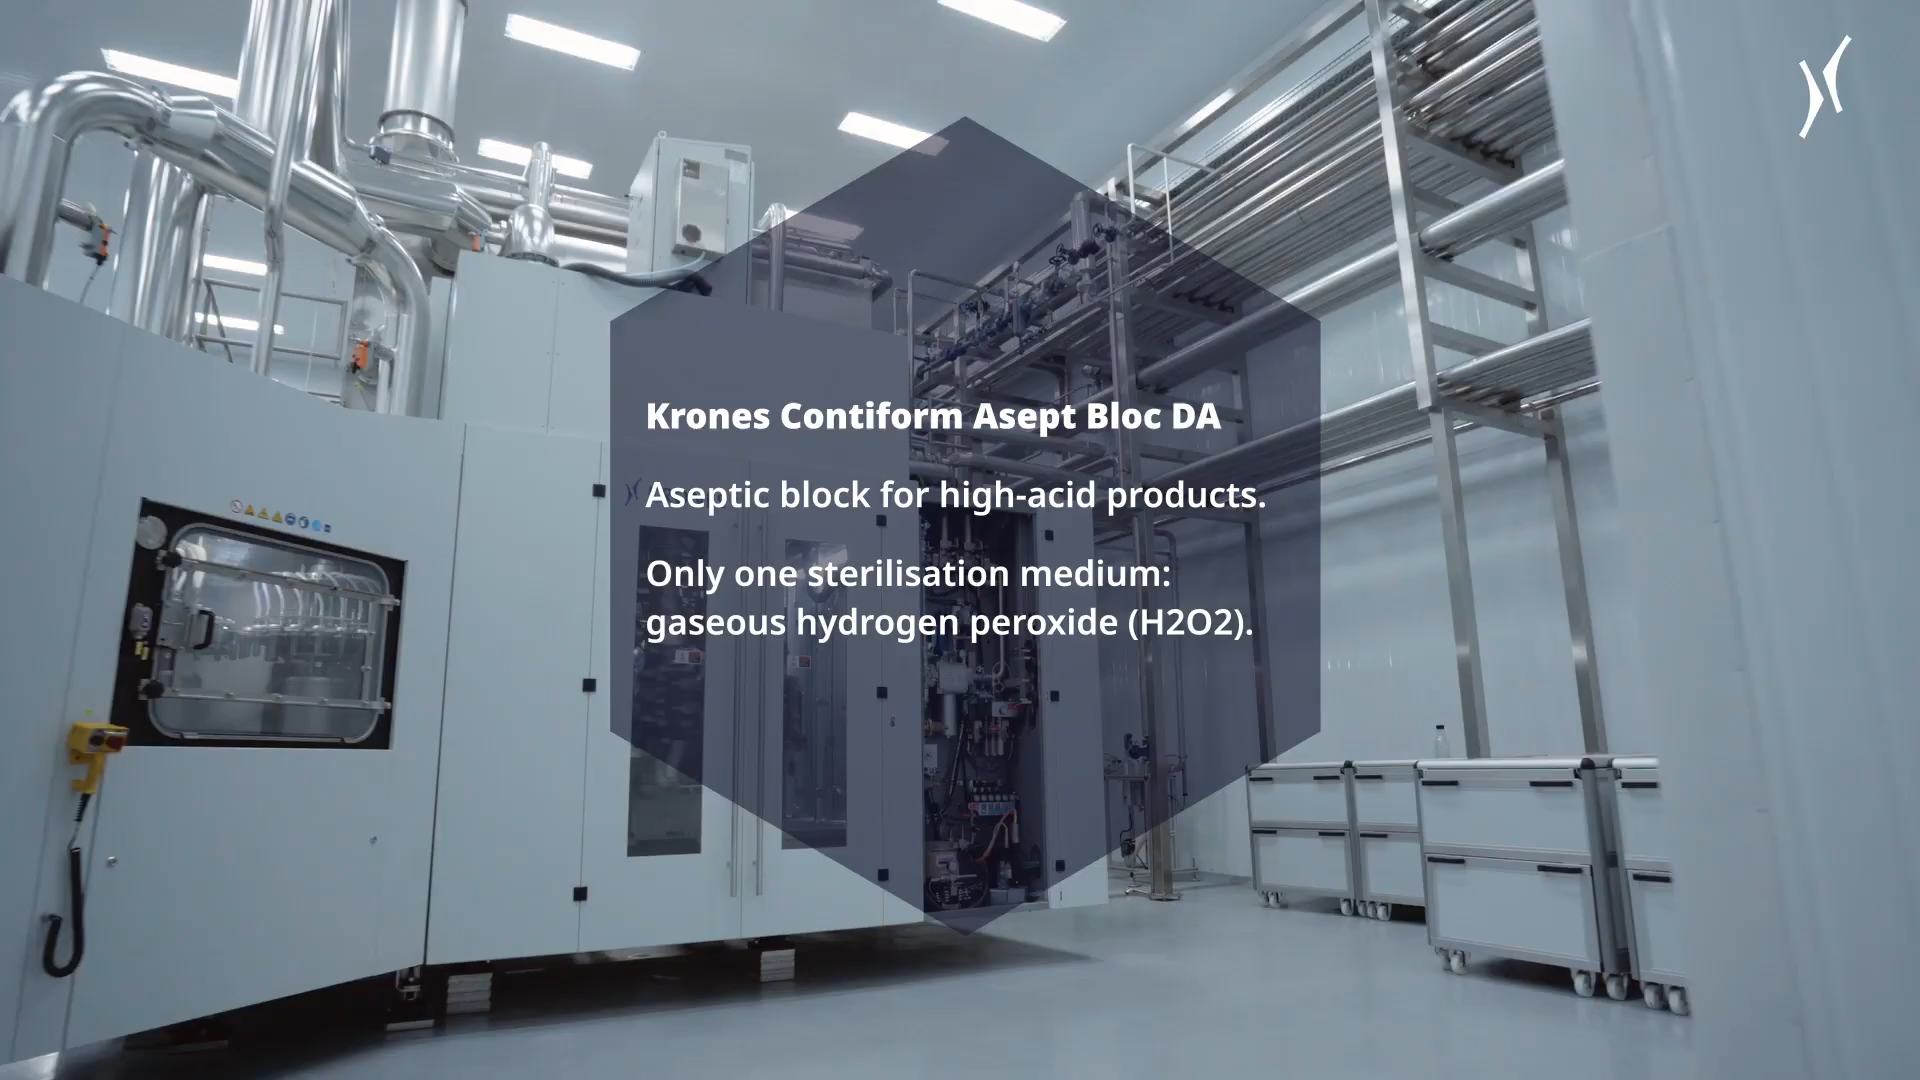 Krones Contiform Asept Bloc DA
Aseptic block for high-acid products.
Only one sterilisation medium:
gaseous hydrogen peroxide (H2O2).